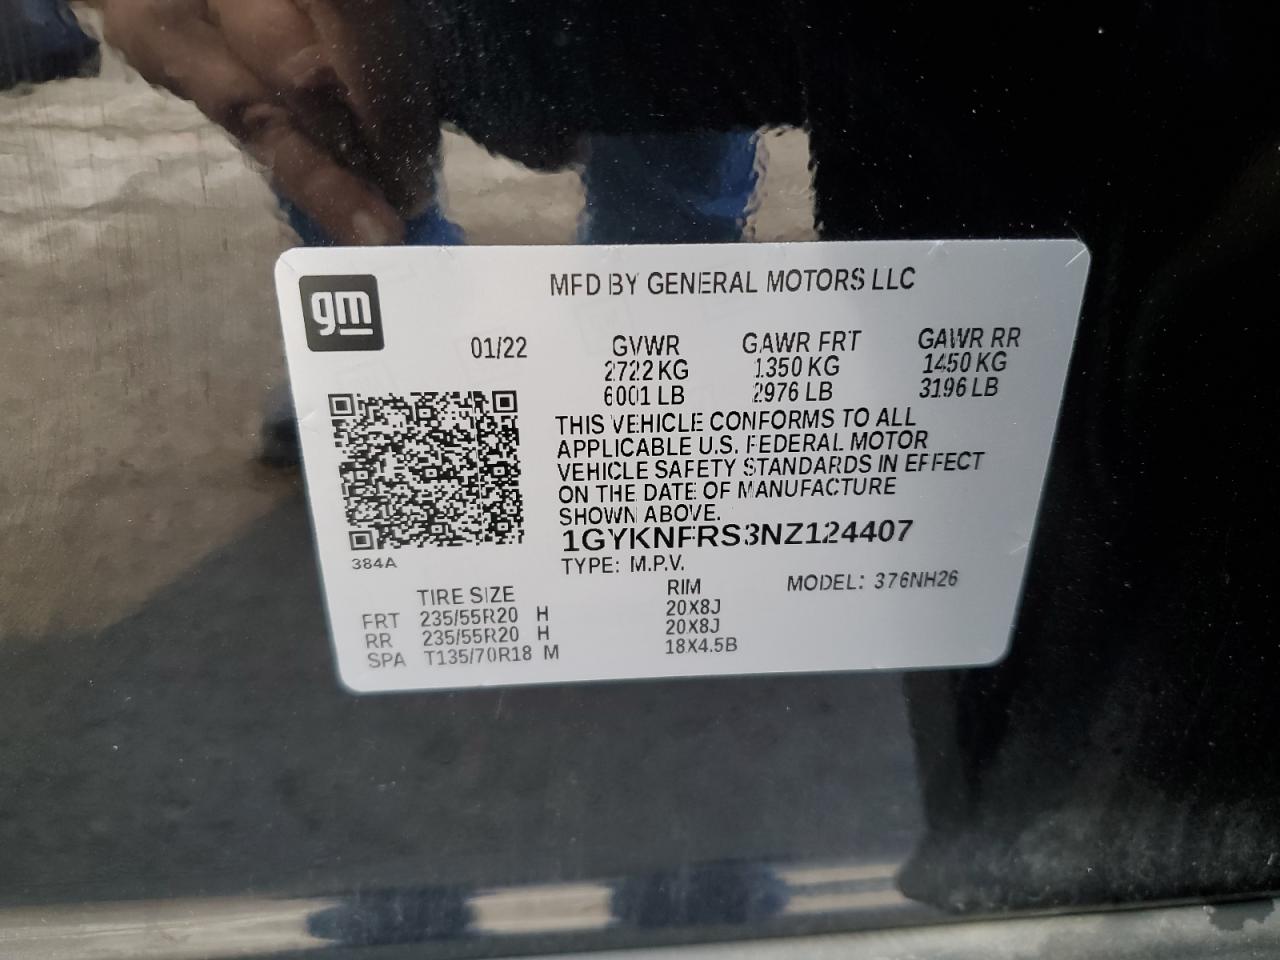 gm
MFD BY GENERAL MOTORS LLC
01/22
GVWR GAWR FRT GAWR RR
2722 KG 1350 KG 1450 KG
6001 LB 2976 LB 3196 LB
THIS VEHICLE CONFORMS TO ALL
APPLICABLE U.S. FEDERAL MOTOR
VEHICLE SAFETY STANDARDS IN EFFECT
ON THE DATE OF MANUFACTURE
SHOWN ABOVE.
1GYKNFRS3NZ124407
384A
TYPE: M.P.V. MODEL: 376NH26
TIRE SIZE RIM
FRT 235/55R20 H 20X8J
RR 235/55R20 H 20X8J
SPA T135/70R18 M 18X4.5B